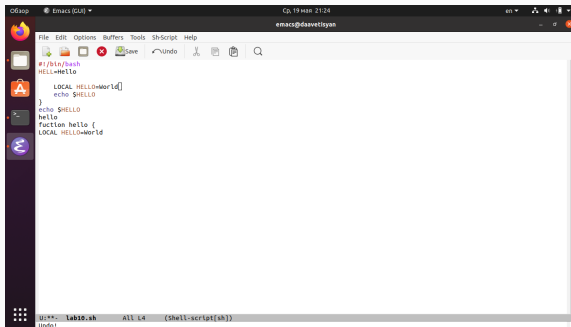 Обзор Emacs (GUI) Ср, 19 мая 21:24 en
emacs@daavetisyan
File Edit Options Buffers Tools Sh-Script Help
Save Undo
#!/bin/bash
HELL=Hello
LOCAL HELLO=World
echo $HELLO
}
echo $HELLO
hello
fuction hello {
LOCAL HELLO=World
U:**- lab10.sh All L4 (Shell-script[sh])
Undo!